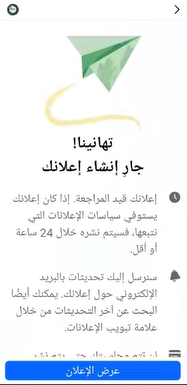 تهانينا!
جارِ إنشاء إعلانك
إعلانك قيد المراجعة. إذا كان إعلانك
يستوفي سياسات الإعلانات التي
نتبعها، فسيتم نشره خلال 24 ساعة
أو أقل.
سنرسل إليك تحديثات بالبريد
الإلكتروني حول إعلانك. يمكنك أيضًا
البحث عن آخر التحديثات من خلال
علامة تبويب الإعلانات.
عرض الإعلان